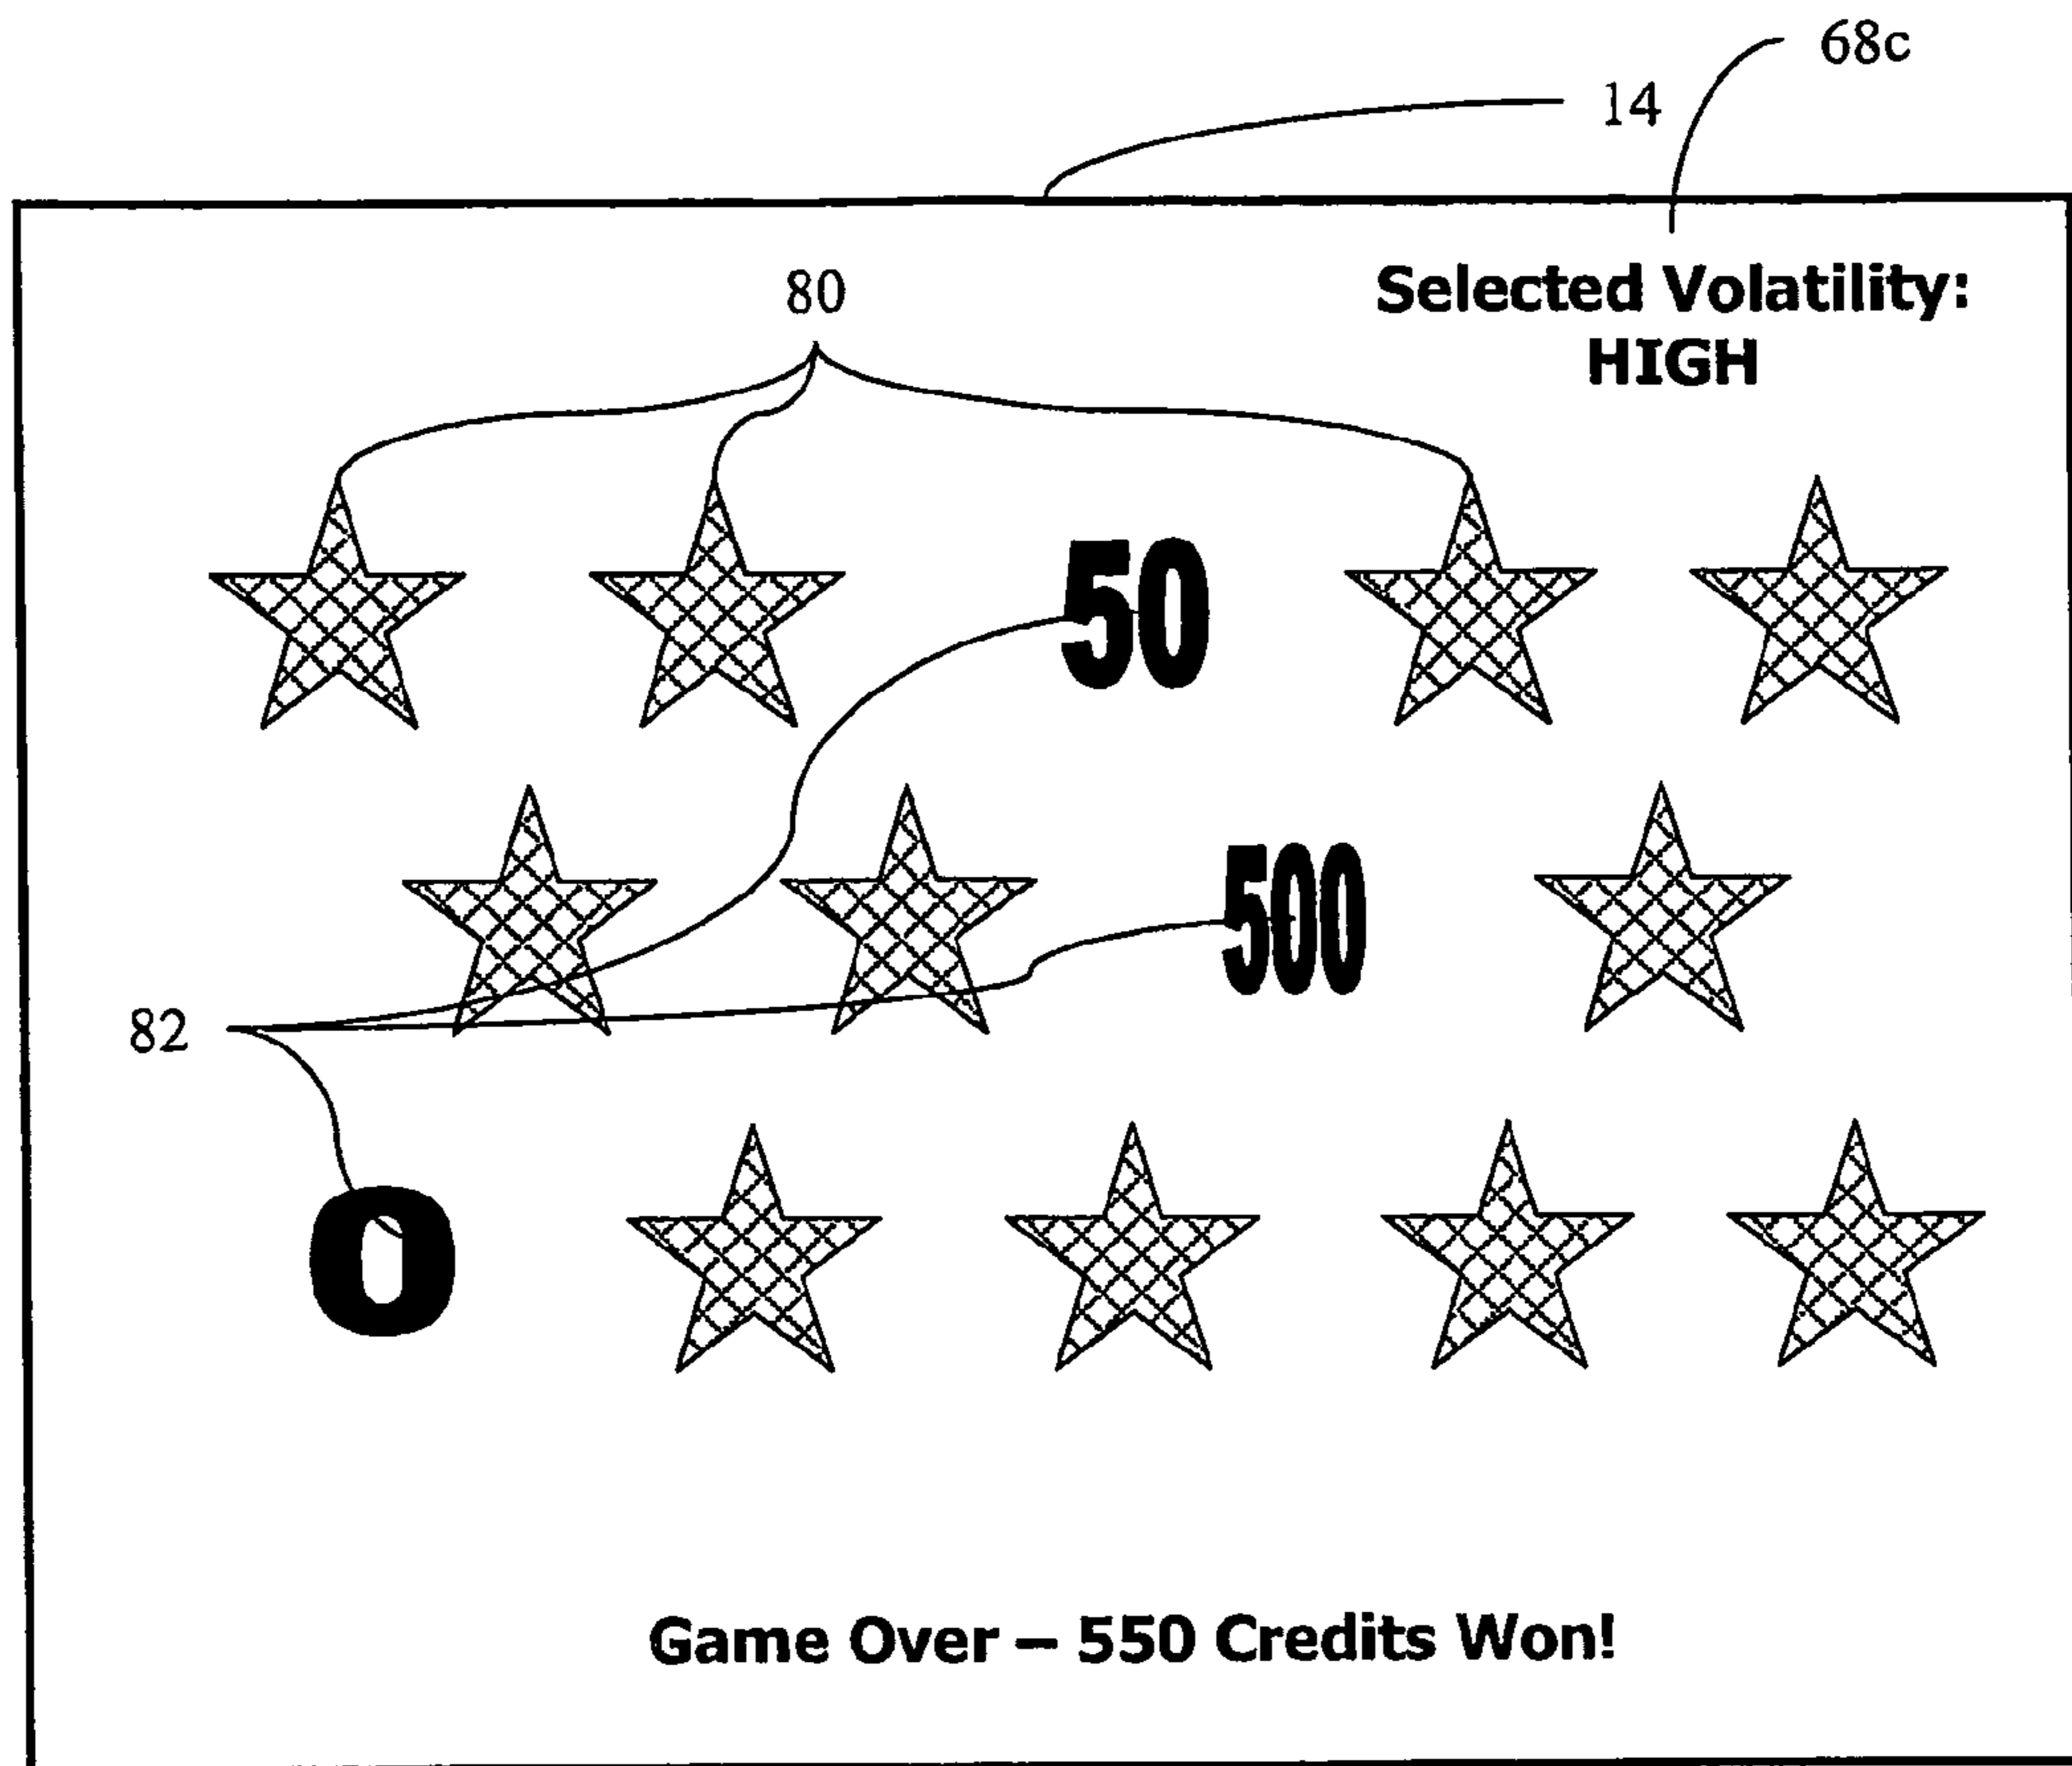 68c
14
80
Selected Volatility:
HIGH
50
500
82
0
Game Over – 550 Credits Won!